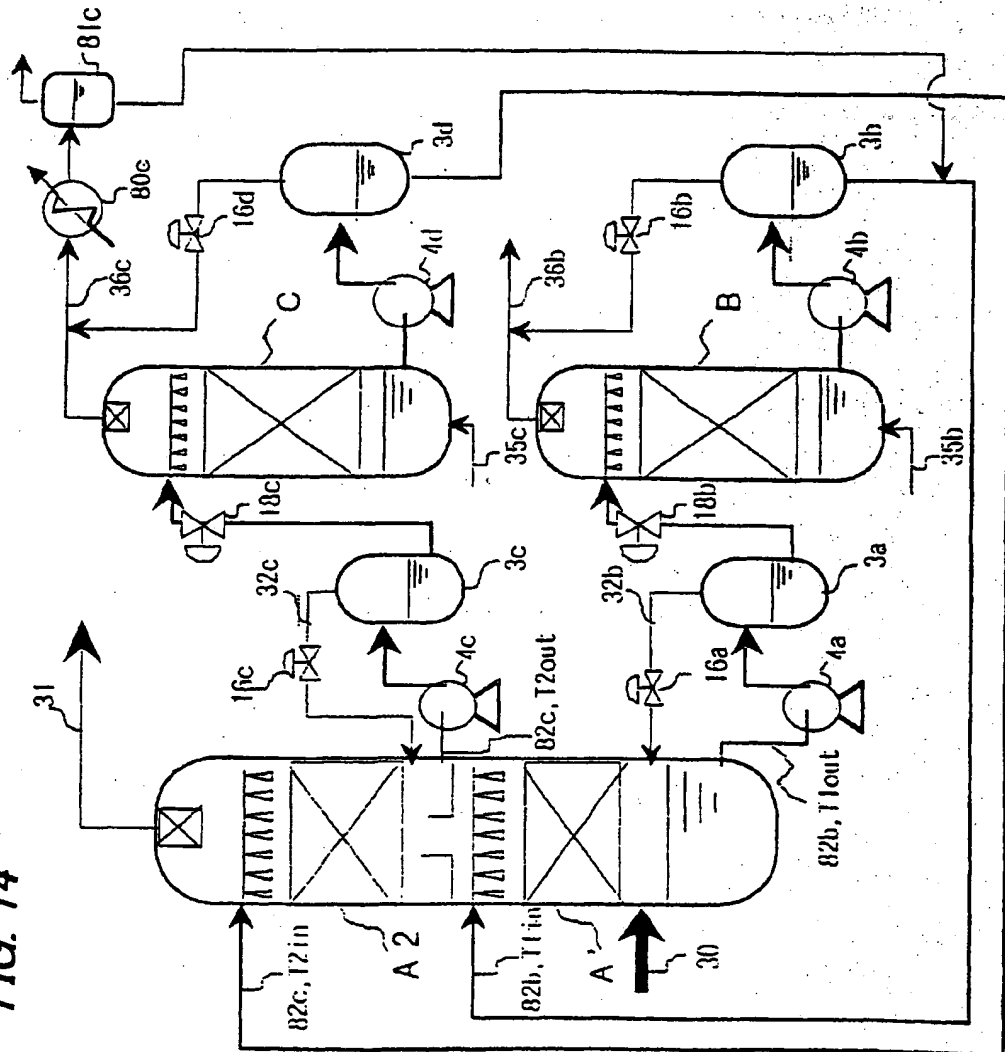 FIG. 14
31
81c
80c
36c
16d
3d
C
4d
18c
35c
32c
16c
3c
4c
82c, T2out
36b
16b
3b
B
4b
18b
35b
32b
16a
3a
4a
82b, T1out
82c, T2in
A2
82b, T1in
A'
30